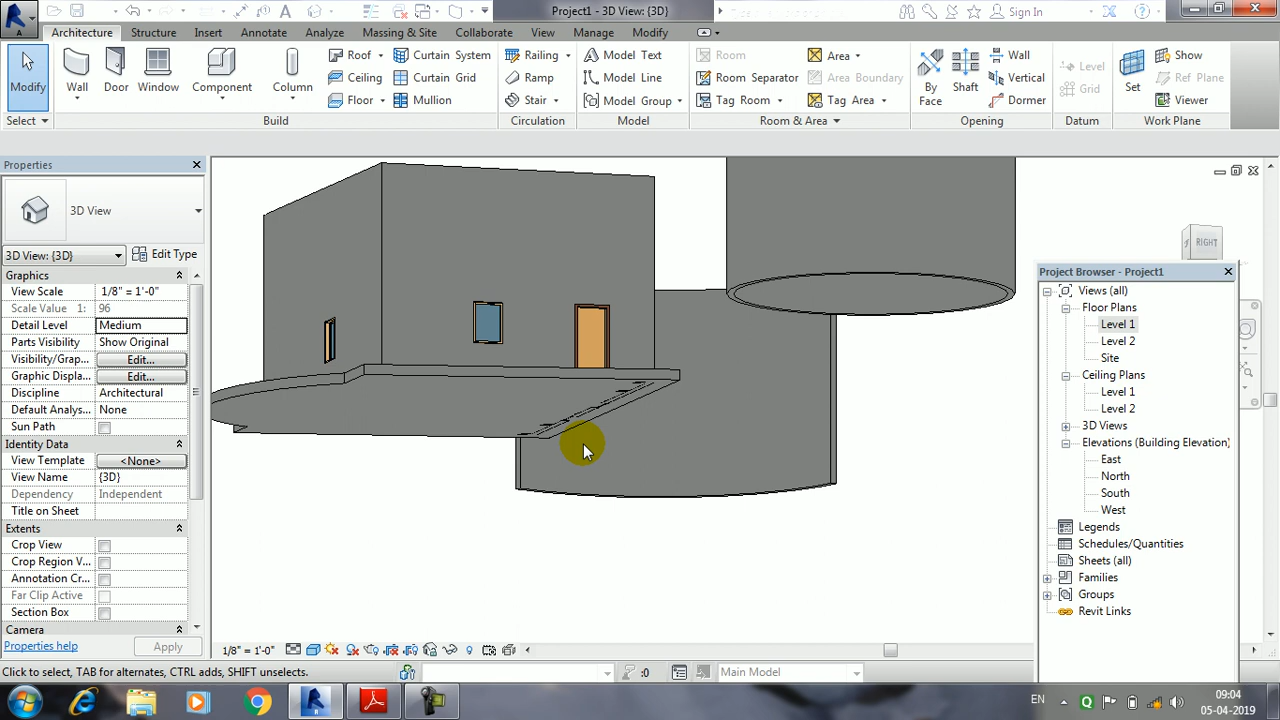 Project1 - 3D View: {3D}
Sign In
Architecture Structure Insert Annotate Analyze Massing & Site Collaborate View Manage Modify
Modify
Wall
Door
Window
Component
Column
Roof
Ceiling
Floor
Curtain System
Curtain Grid
Mullion
Railing
Ramp
Stair
Model Text
Model Line
Model Group
Room
Room Separator
Tag Room
Area
Area Boundary
Tag Area
By
Face
Shaft
Wall
Vertical
Dormer
Level
Grid
Set
Show
Ref Plane
Viewer
Select
Build
Circulation
Model
Room & Area
Opening
Datum
Work Plane
Properties
3D View
3D View: {3D}
Edit Type
Graphics
View Scale 1/8" = 1'-0"
Scale Value 1: 96
Detail Level Medium
Parts Visibility Show Original
Visibility/Grap... Edit...
Graphic Displa... Edit...
Discipline Architectural
Default Analys... None
Sun Path
Identity Data
View Template <None>
View Name {3D}
Dependency Independent
Title on Sheet
Extents
Crop View
Crop Region V...
Annotation Cr...
Far Clip Active
Section Box
Camera
Properties help
Apply
RIGHT
Project Browser - Project1
Views (all)
Floor Plans
Level 1
Level 2
Site
Ceiling Plans
Level 1
Level 2
3D Views
Elevations (Building Elevation)
East
North
South
West
Legends
Schedules/Quantities
Sheets (all)
Families
Groups
Revit Links
1/8" = 1'-0"
Click to select, TAB for alternates, CTRL adds, SHIFT unselects.
:0
Main Model
EN
09:04
05-04-2019